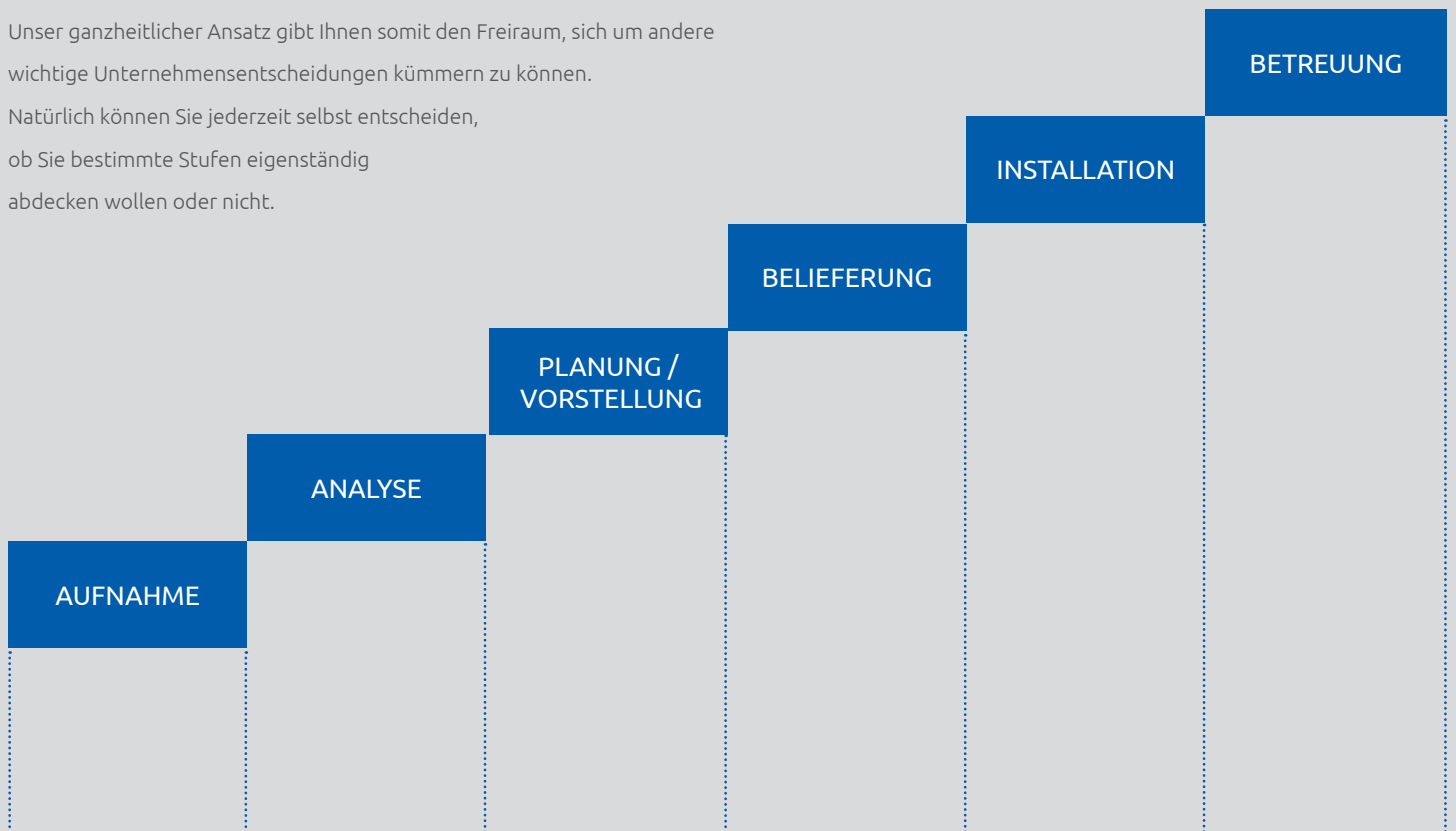 Unser ganzheitlicher Ansatz gibt Ihnen somit den Freiraum, sich um andere
wichtige Unternehmensentscheidungen kümmern zu können.
Natürlich können Sie jederzeit selbst entscheiden,
ob Sie bestimmte Stufen eigenständig
abdecken wollen oder nicht.
BETREUUNG
INSTALLATION
BELIEFERUNG
PLANUNG /
VORSTELLUNG
ANALYSE
AUFNAHME